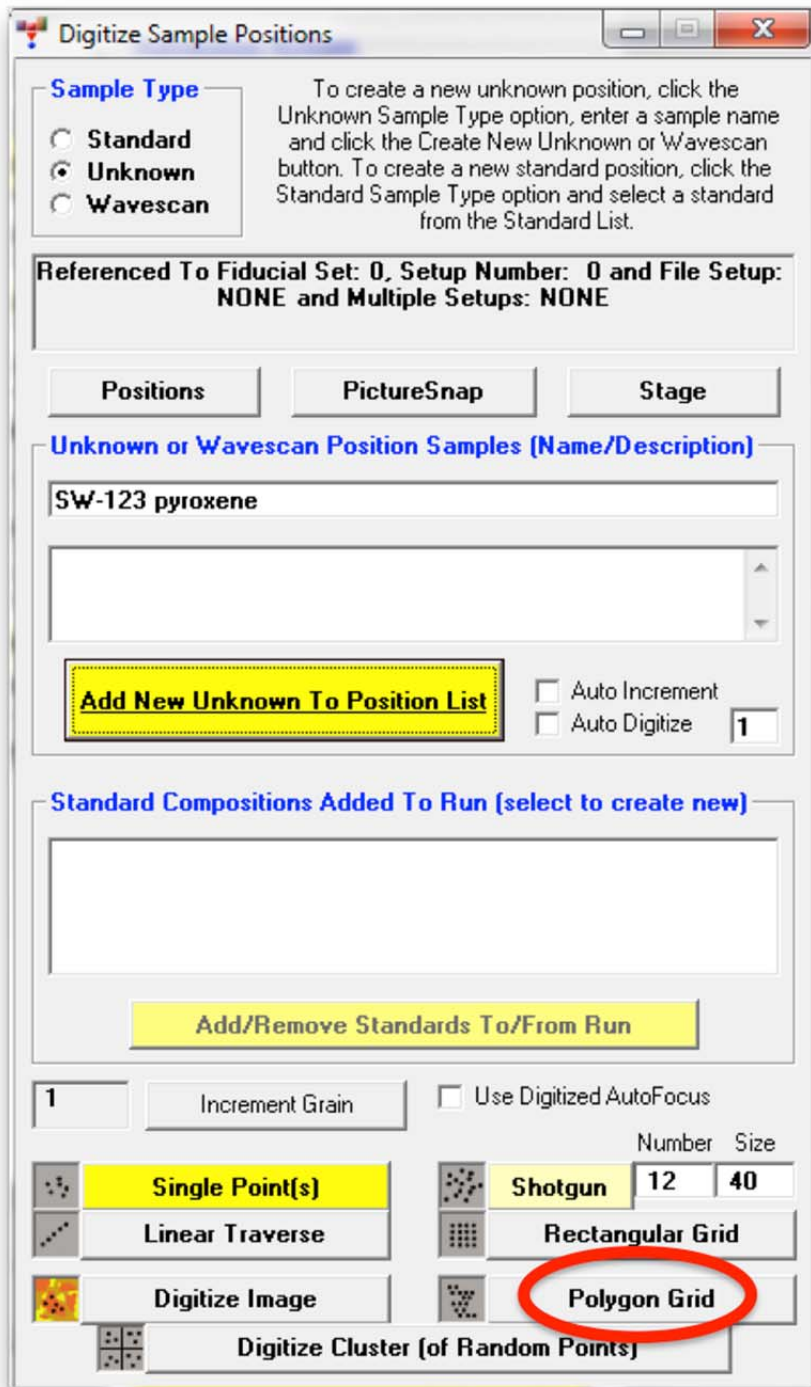 Digitize Sample Positions
Sample Type
Standard
Unknown
Wavescan
To create a new unknown position, click the
Unknown Sample Type option, enter a sample name
and click the Create New Unknown or Wavescan
button. To create a new standard position, click the
Standard Sample Type option and select a standard
from the Standard List.
Referenced To Fiducial Set: 0, Setup Number: 0 and File Setup:
NONE and Multiple Setups: NONE
Positions PictureSnap Stage
Unknown or Wavescan Position Samples (Name/Description)
SW-123 pyroxene
Add New Unknown To Position List
Auto Increment
Auto Digitize 1
Standard Compositions Added To Run (select to create new)
Add/Remove Standards To/From Run
1 Increment Grain Use Digitized AutoFocus
Number Size
Single Point(s) Shotgun 12 40
Linear Traverse Rectangular Grid
Digitize Image Polygon Grid
Digitize Cluster (of Random Points)